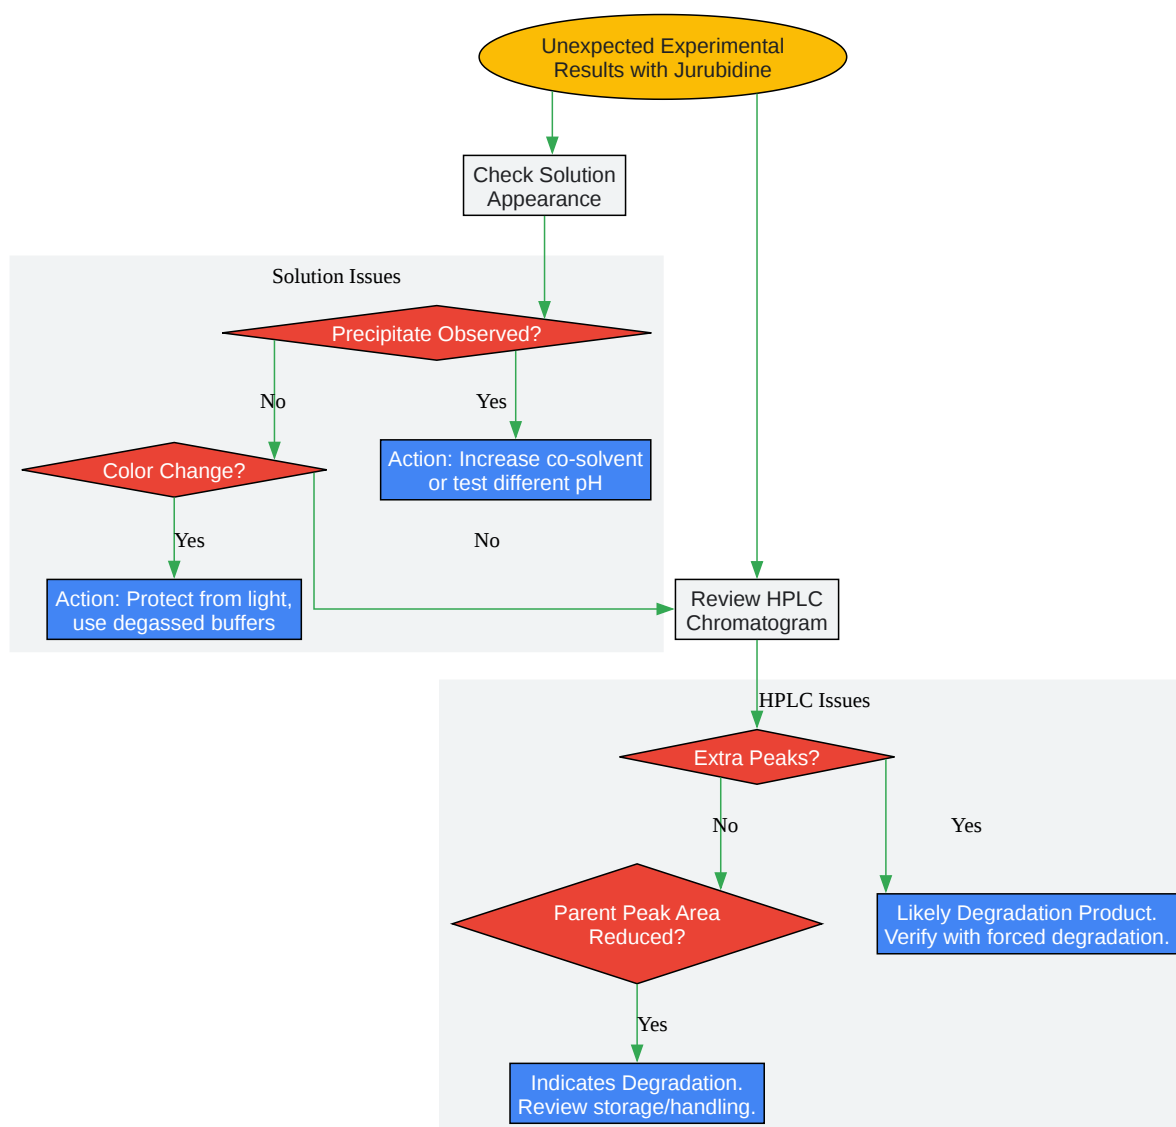 Unexpected Experimental
Results with Jurubidine
Check Solution
Appearance
Solution Issues
Precipitate Observed?
No
Yes
Color Change?
Action: Increase co-solvent
or test different pH
Yes
No
Action: Protect from light,
use degassed buffers
Review HPLC
Chromatogram
HPLC Issues
Extra Peaks?
No
Yes
Parent Peak Area
Reduced?
Likely Degradation Product.
Verify with forced degradation.
Yes
Indicates Degradation.
Review storage/handling.